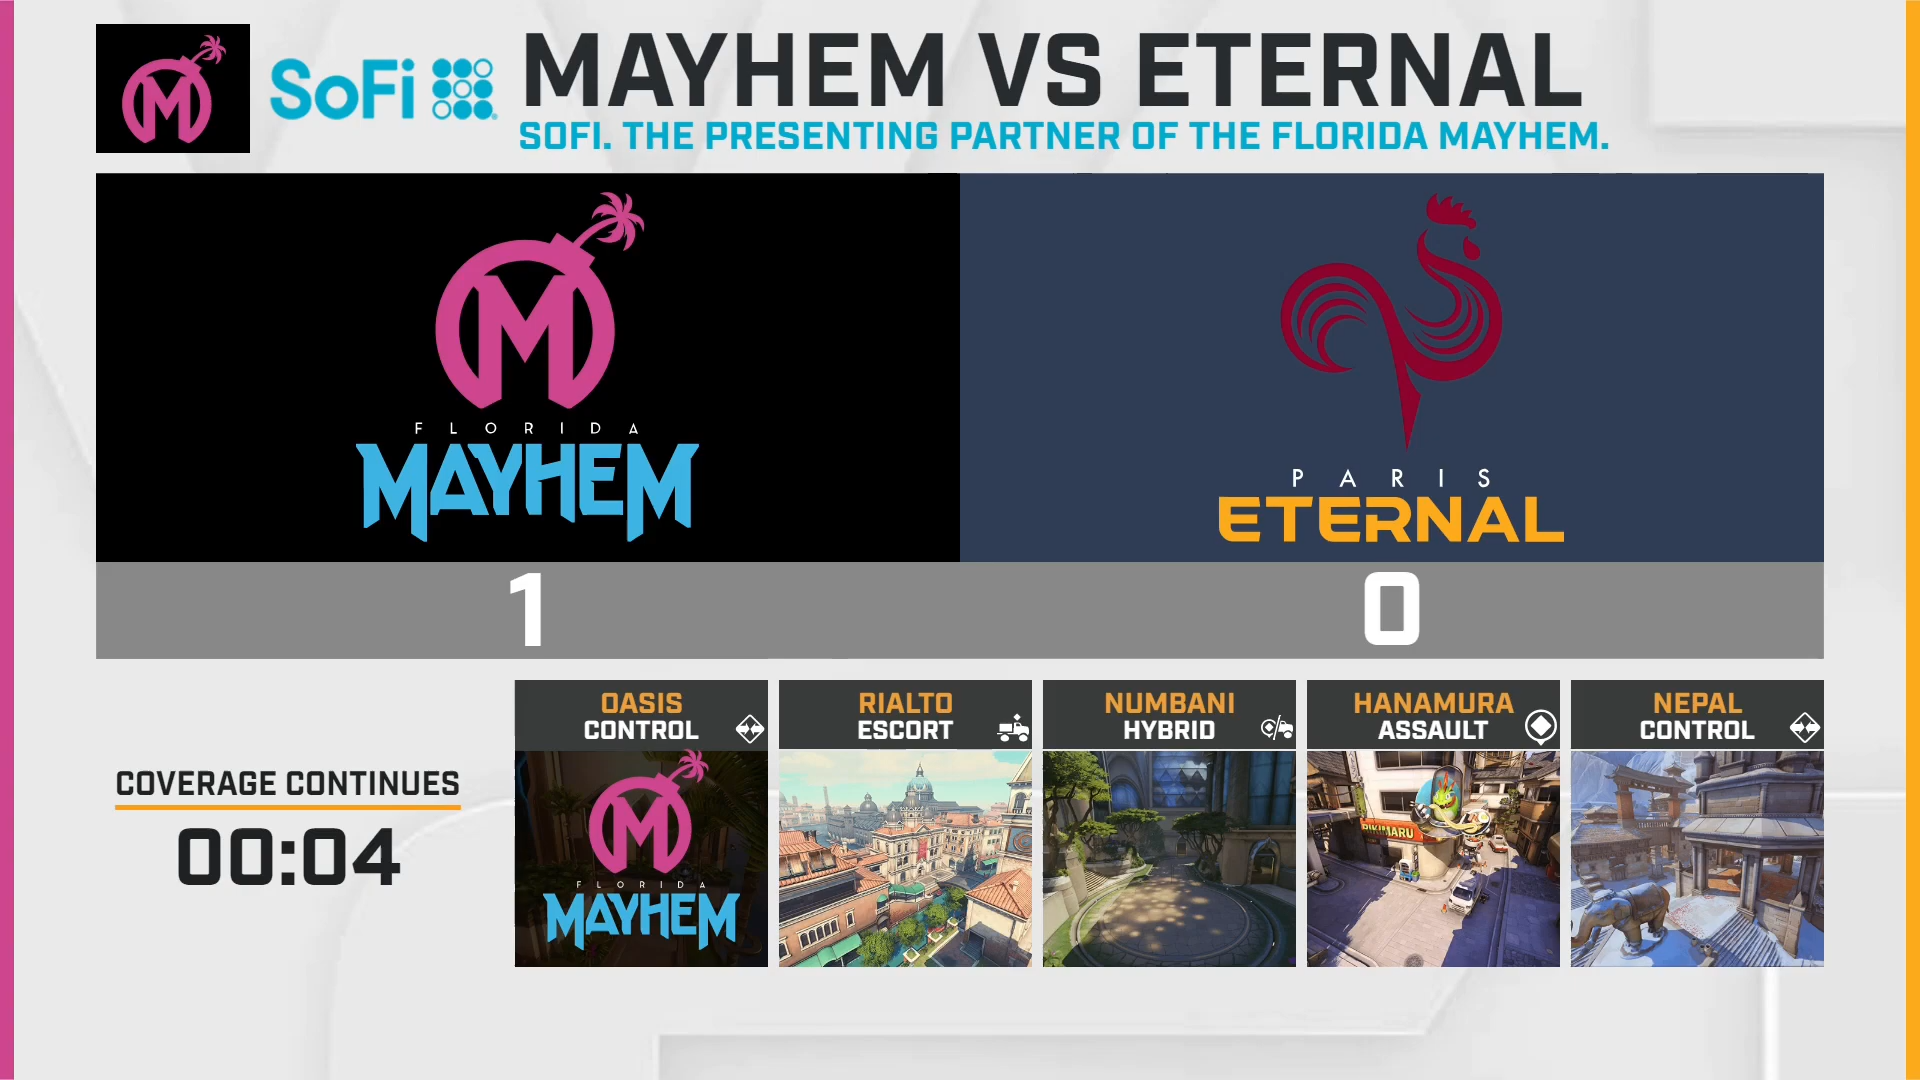 SoFi
MAYHEM VS ETERNAL
SOFI. THE PRESENTING PARTNER OF THE FLORIDA MAYHEM.
FLORIDA
MAYHEM
PARIS
ETERNAL
1
0
COVERAGE CONTINUES
00:04
OASIS
CONTROL
FLORIDA
MAYHEM
RIALTO
ESCORT
NUMBANI
HYBRID
HANAMURA
ASSAULT
RIKIMARU
NEPAL
CONTROL